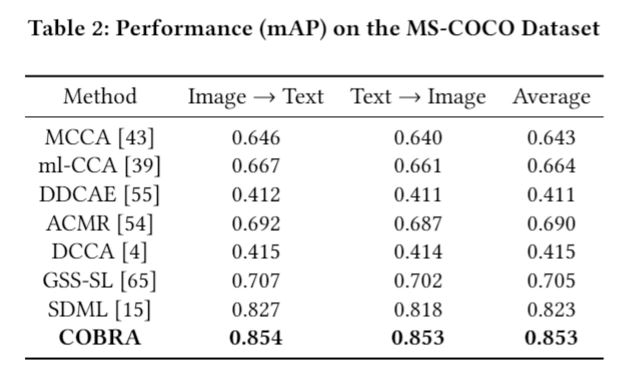 Table 2: Performance (mAP) on the MS-COCO Dataset
Method Image → Text Text → Image Average
MCCA [43] 0.646 0.640 0.643
ml-CCA [39] 0.667 0.661 0.664
DDCAE [55] 0.412 0.411 0.411
ACMR [54] 0.692 0.687 0.690
DCCA [4] 0.415 0.414 0.415
GSS-SL [65] 0.707 0.702 0.705
SDML [15] 0.827 0.818 0.823
COBRA 0.854 0.853 0.853